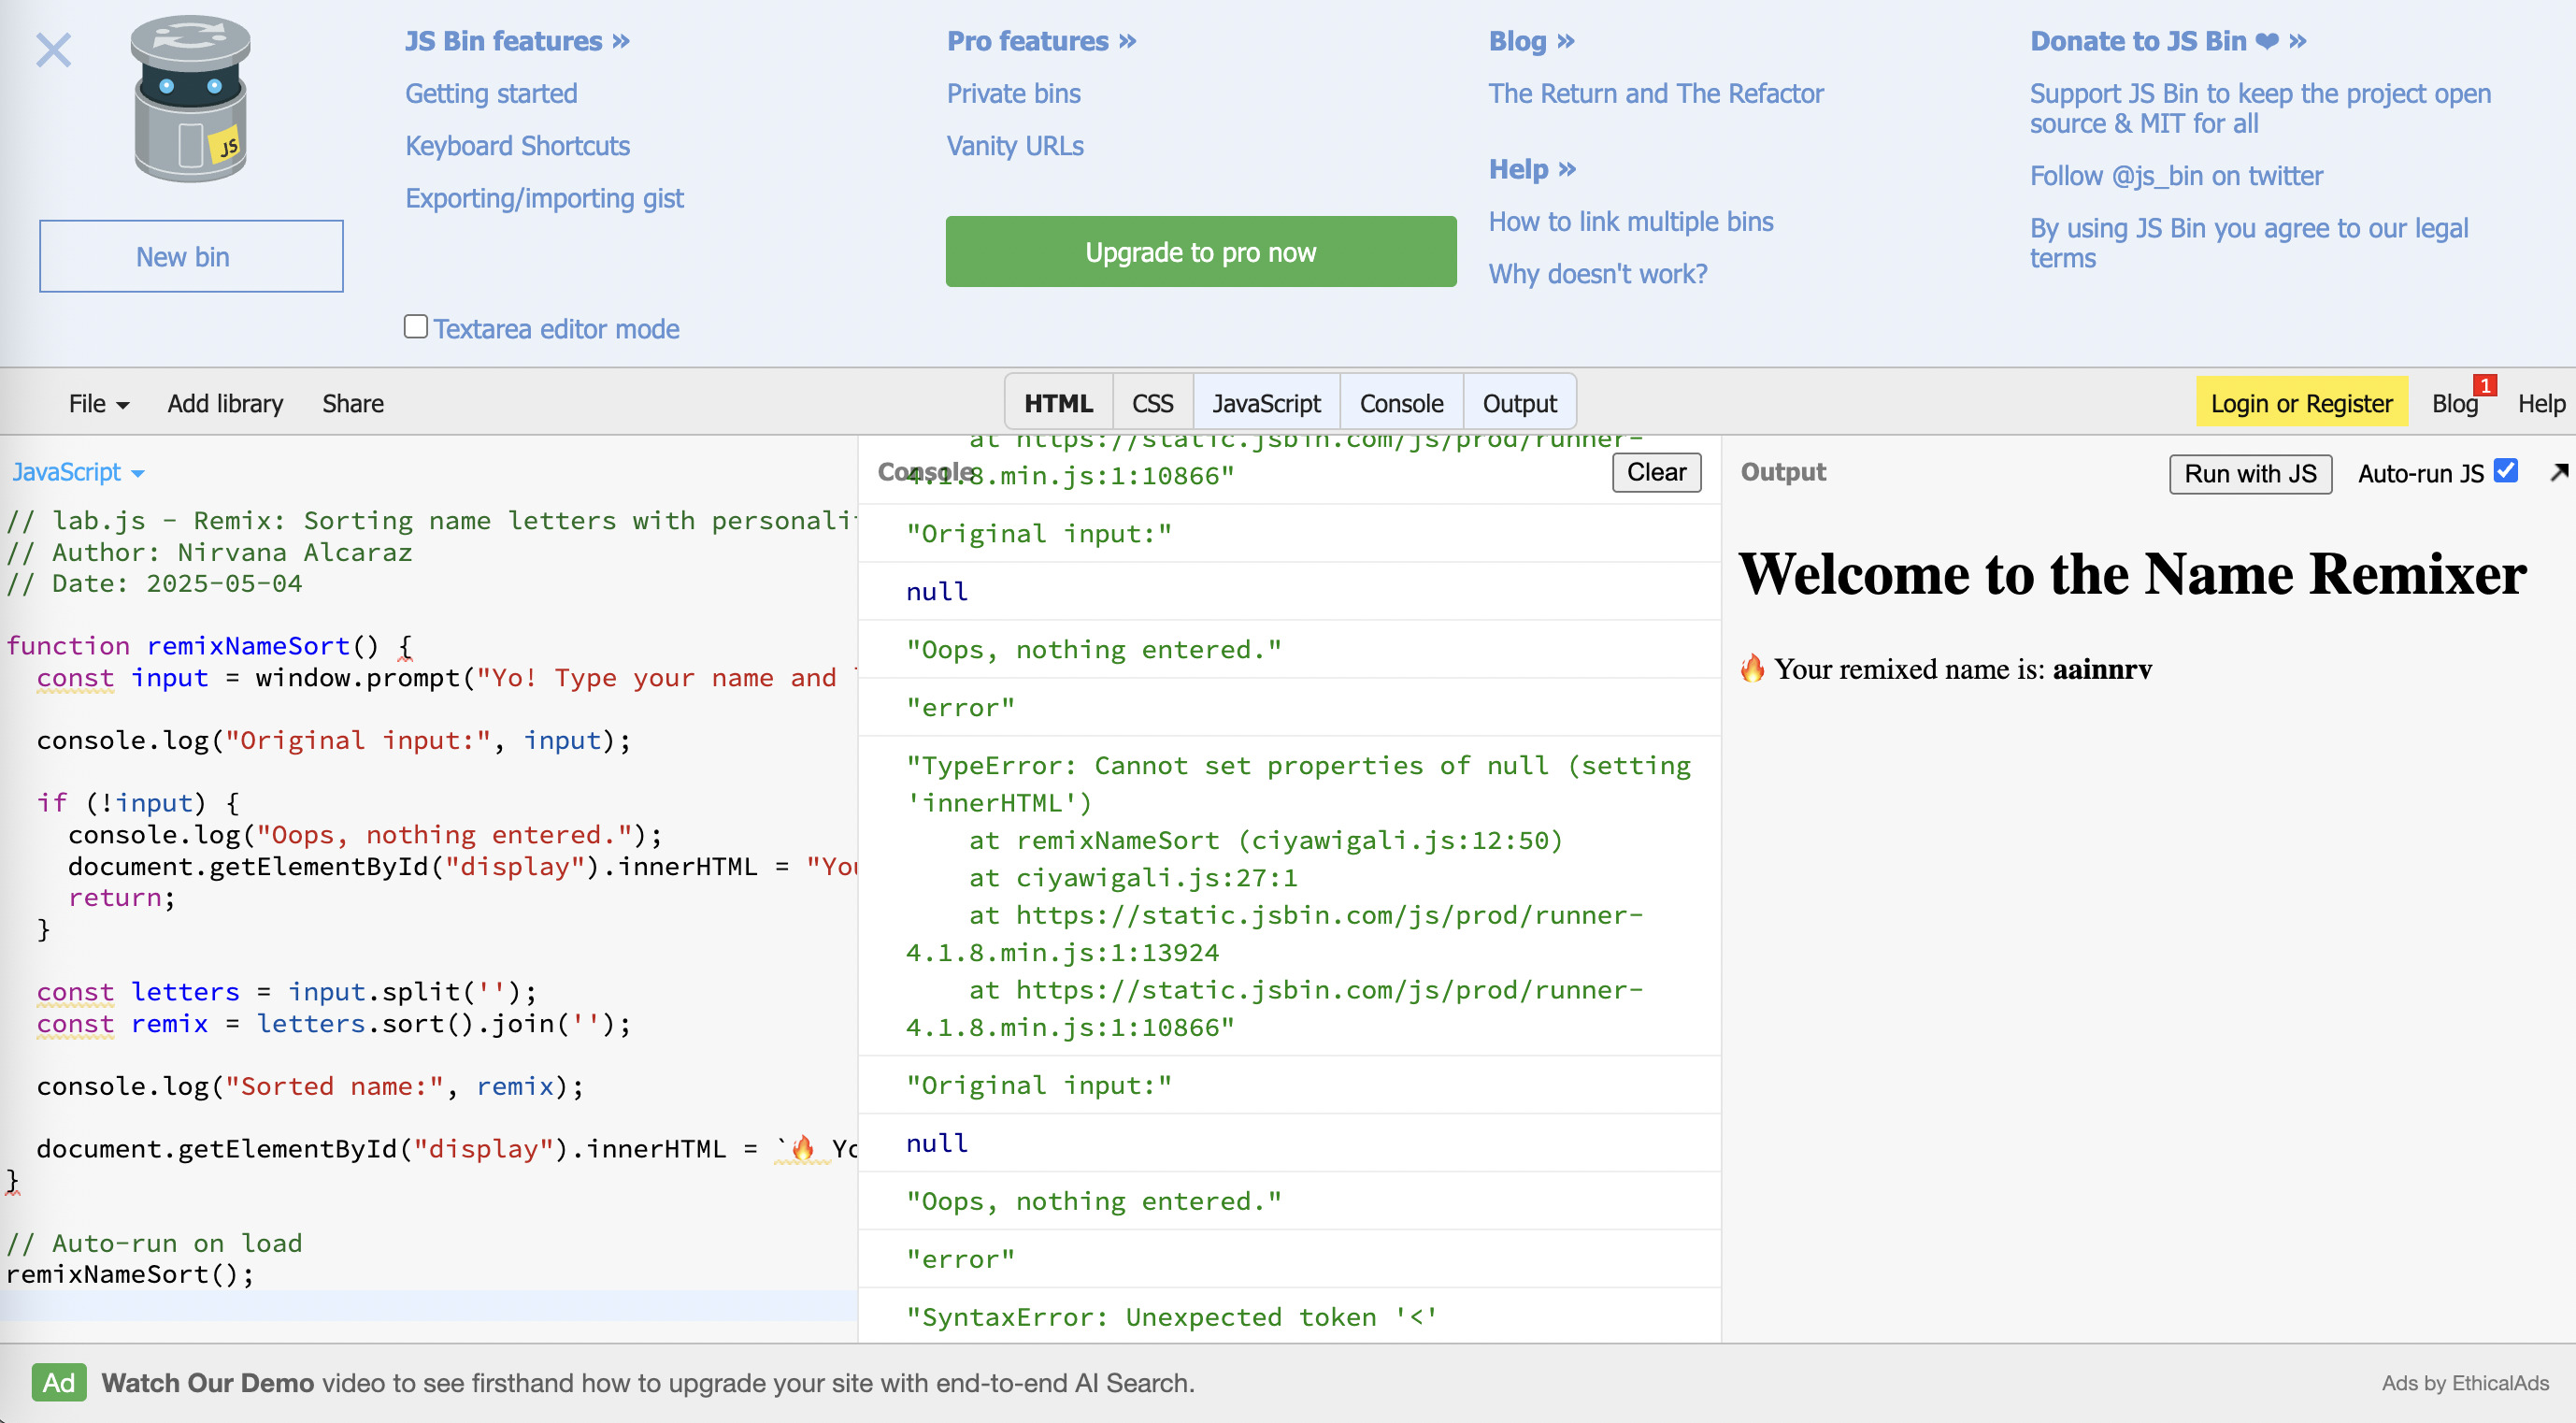 JS Bin features »
Getting started
Keyboard Shortcuts
Exporting/importing gist
Textarea editor mode
JS
New bin
Pro features »
Private bins
Vanity URLs
Upgrade to pro now
Blog »
The Return and The Refactor
Help »
How to link multiple bins
Why doesn't work?
Donate to JS Bin ❤ »
Support JS Bin to keep the project open
source & MIT for all
Follow @js_bin on twitter
By using JS Bin you agree to our legal
terms
File Add library Share
HTML CSS JavaScript Console Output
Login or Register Blog 1 Help
JavaScript
// lab.js - Remix: Sorting name letters with personali
// Author: Nirvana Alcaraz
// Date: 2025-05-04
function remixNameSort() {
const input = window.prompt("Yo! Type your name and
console.log("Original input:", input);
if (!input) {
console.log("Oops, nothing entered.");
document.getElementById("display").innerHTML = "You
return;
}
const letters = input.split('');
const remix = letters.sort().join('');
console.log("Sorted name:", remix);
document.getElementById("display").innerHTML = `🔥 Yo
}
// Auto-run on load
remixNameSort();
Console
Clear
at https://static.jsbin.com/js/prod/runner-
4.1.8.min.js:1:10866"
"Original input:"
null
"Oops, nothing entered."
"error"
"TypeError: Cannot set properties of null (setting
'innerHTML')
at remixNameSort (ciyawigali.js:12:50)
at ciyawigali.js:27:1
at https://static.jsbin.com/js/prod/runner-
4.1.8.min.js:1:13924
at https://static.jsbin.com/js/prod/runner-
4.1.8.min.js:1:10866"
"Original input:"
null
"Oops, nothing entered."
"error"
"SyntaxError: Unexpected token '<'
Output
Run with JS Auto-run JS
Welcome to the Name Remixer
🔥 Your remixed name is: aainnrv
Ad Watch Our Demo video to see firsthand how to upgrade your site with end-to-end AI Search.
Ads by EthicalAds